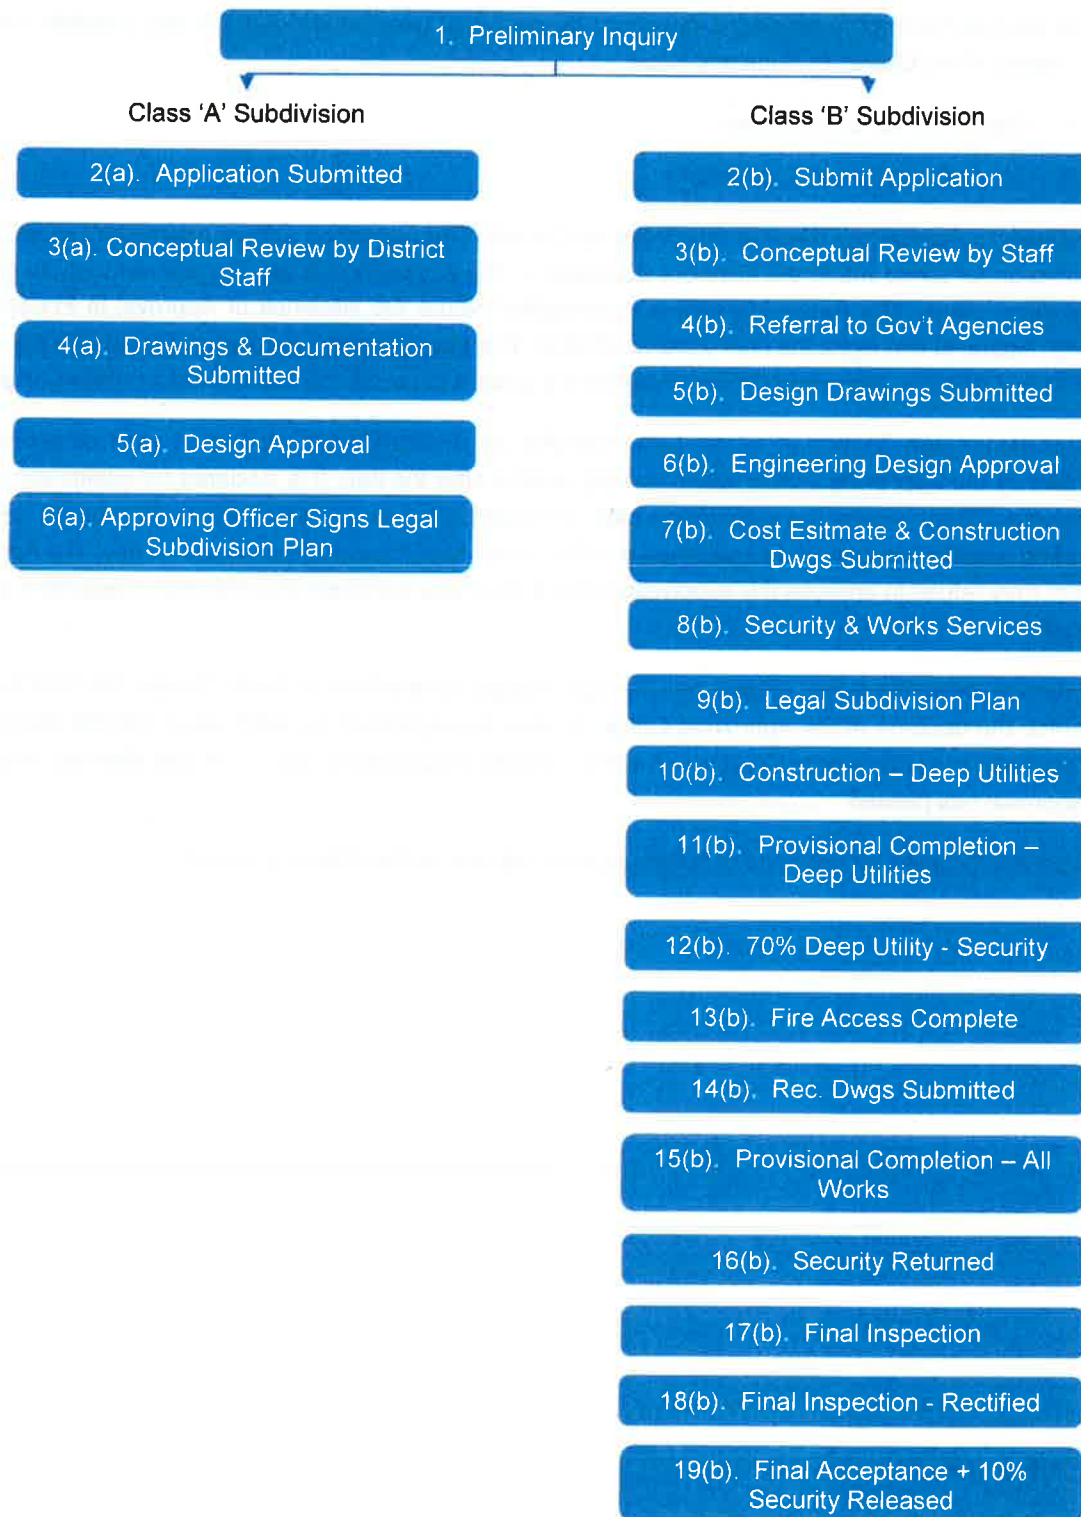 1. Preliminary Inquiry
Class ‘A’ Subdivision
2(a). Application Submitted
3(a). Conceptual Review by District
Staff
4(a). Drawings & Documentation
Submitted
5(a). Design Approval
6(a). Approving Officer Signs Legal
Subdivision Plan
Class ‘B’ Subdivision
2(b). Submit Application
3(b). Conceptual Review by Staff
4(b). Referral to Gov't Agencies
5(b). Design Drawings Submitted
6(b). Engineering Design Approval
7(b). Cost Esitmate & Construction
Dwgs Submitted
8(b). Security & Works Services
9(b). Legal Subdivision Plan
10(b). Construction – Deep Utilities
11(b). Provisional Completion –
Deep Utilities
12(b). 70% Deep Utility - Security
13(b). Fire Access Complete
14(b). Rec. Dwgs Submitted
15(b). Provisional Completion – All
Works
16(b). Security Returned
17(b). Final Inspection
18(b). Final Inspection - Rectified
19(b). Final Acceptance + 10%
Security Released